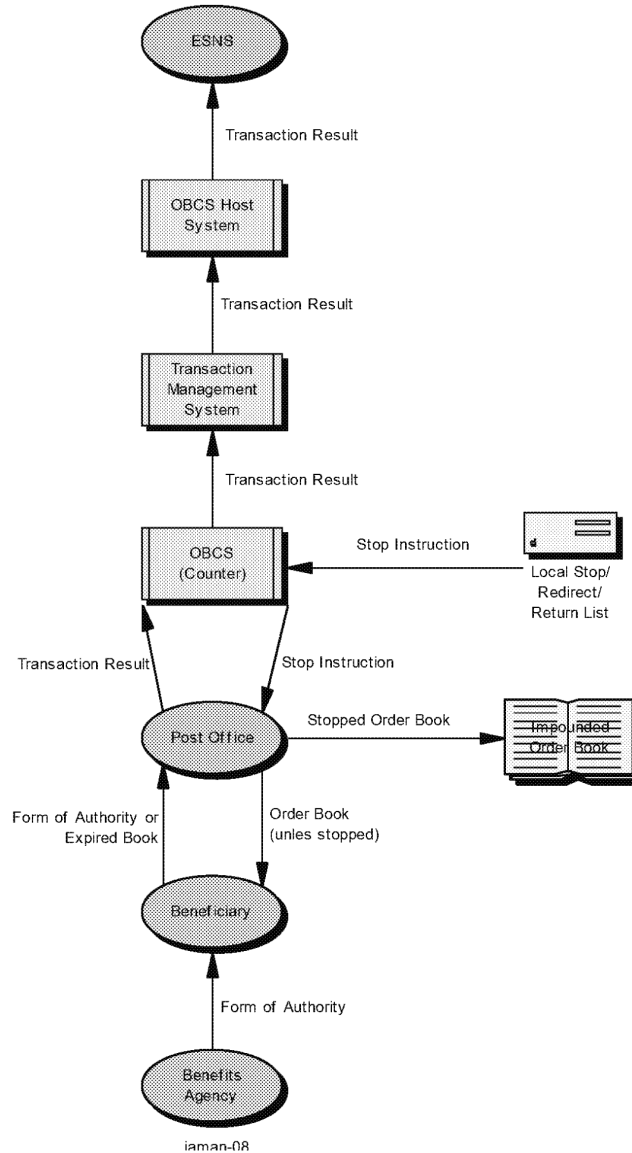 ESNS
Transaction Result
OBCS Host
System
Transaction Result
Transaction
Management
System
Transaction Result
OBCS
(Counter)
Stop Instruction
Local Stop/
Redirect/
Return List
Transaction Result
Stop Instruction
Post Office
Stopped Order Book
Impounded
Order Book
Form of Authority or
Expired Book
Order Book
(unles stopped)
Beneficiary
Form of Authority
Benefits
Agency
iaman-08